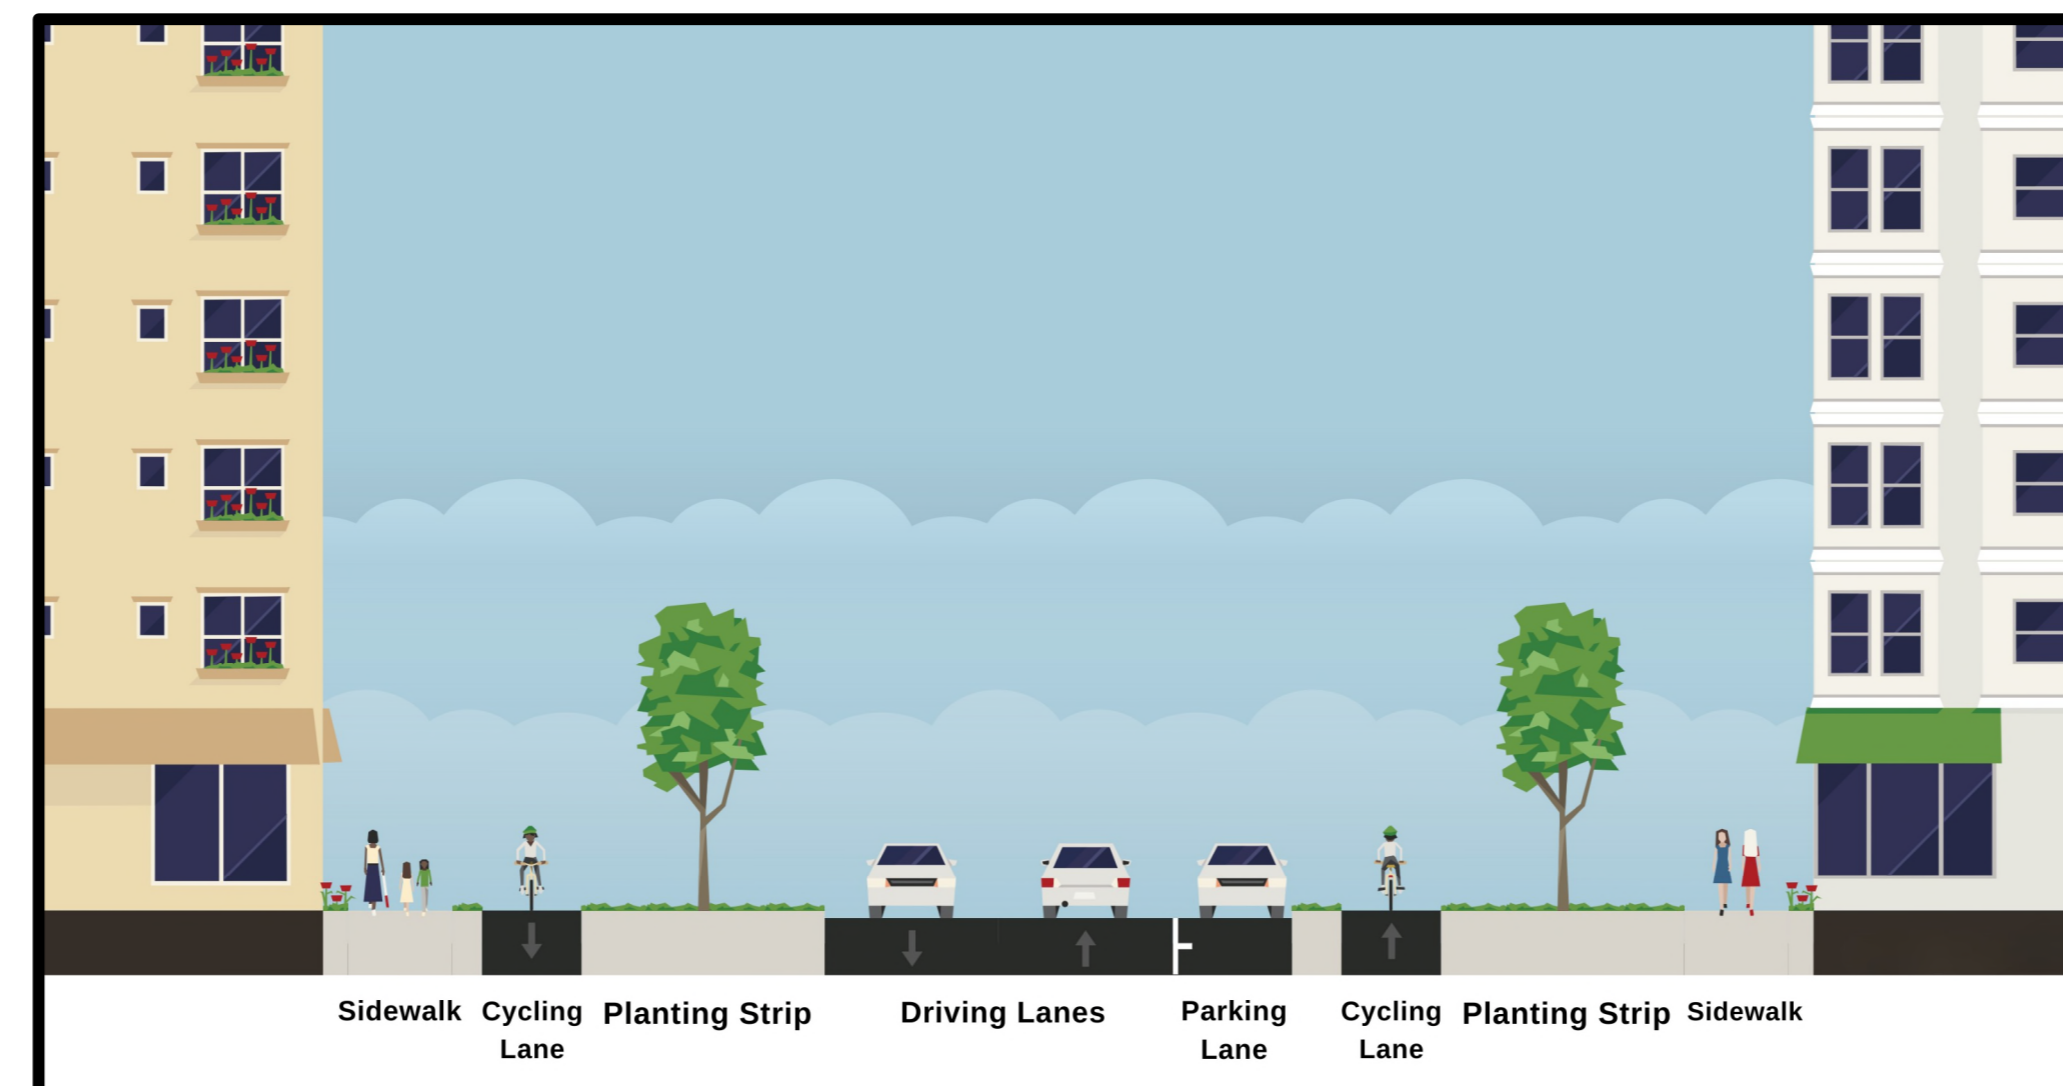 Sidewalk
Cycling
Lane
Planting Strip
Driving Lanes
Parking
Lane
Cycling
Lane
Planting Strip
Sidewalk